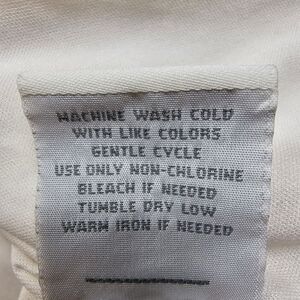 MACHINE WASH COLD
WITH LIKE COLORS
GENTLE CYCLE
USE ONLY NON-CHLORINE
BLEACH IF NEEDED
TUMBLE DRY LOW
WARM IRON IF NEEDED